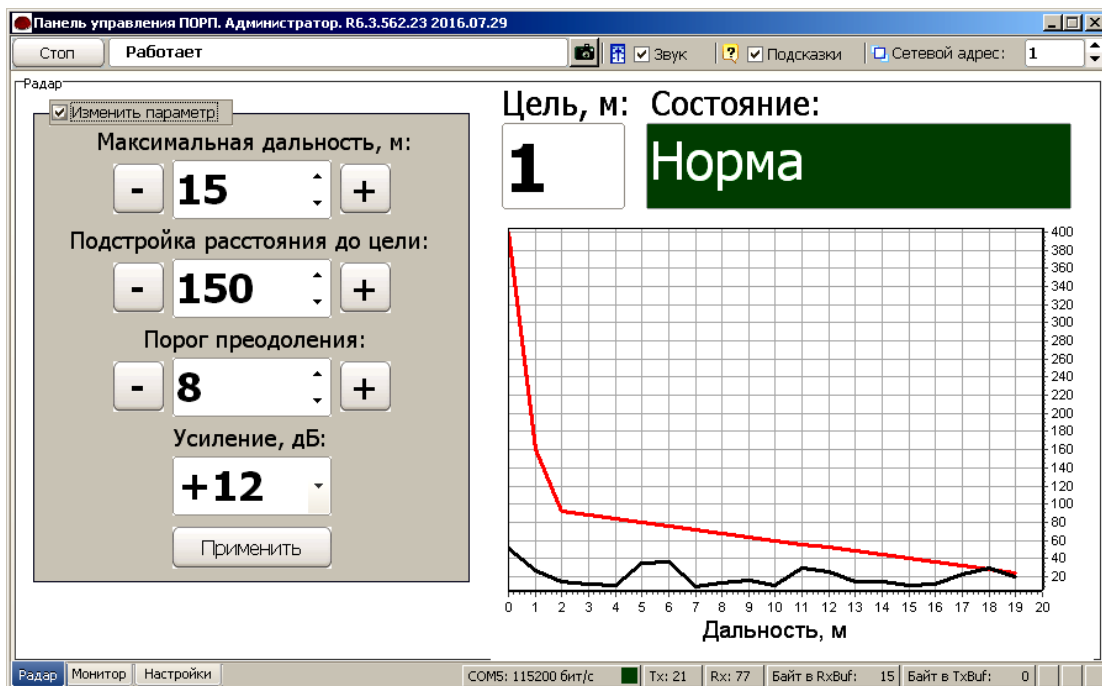 Панель управления ПОРП. Администратор. R6.3.562.23 2016.07.29
Стоп Работает Звук Подсказки Сетевой адрес: 1
Радар
Изменить параметр
Максимальная дальность, м:
- 15 +
Подстройка расстояния до цели:
- 150 +
Порог преодоления:
- 8 +
Усиление, дБ:
+12
Применить
Цель, м: Состояние:
1 Норма
400
380
360
340
320
300
280
260
240
220
200
180
160
140
120
100
80
60
40
20
0 1 2 3 4 5 6 7 8 9 10 11 12 13 14 15 16 17 18 19 20
Дальность, м
Радар Монитор Настройки COM5: 115200 бит/с Tx: 21 Rx: 77 Байт в RxBuf: 15 Байт в TxBuf: 0